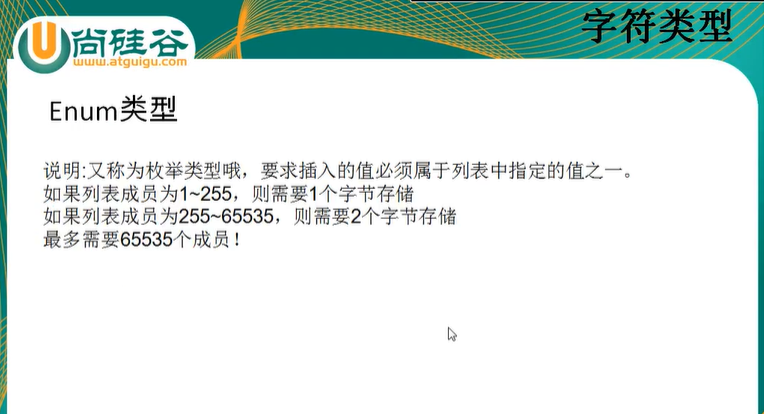 尚硅谷
www.atguigu.com
字符类型
Enum类型
说明:又称为枚举类型哦，要求插入的值必须属于列表中指定的值之一。
如果列表成员为1~255，则需要1个字节存储
如果列表成员为255~65535，则需要2个字节存储
最多需要65535个成员！